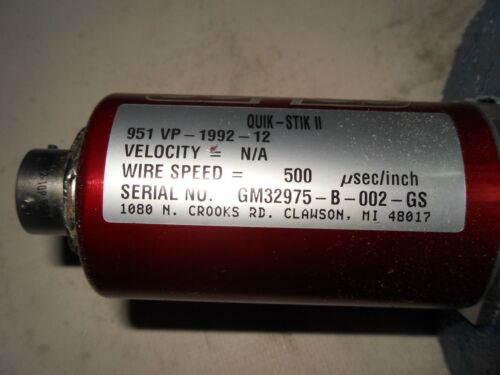 QUIK-STIK II
951 VP-1992-12
VELOCITY = N/A
WIRE SPEED = 500 µsec/inch
SERIAL NO. GM32975-B-002-GS
1080 N. CROOKS RD. CLAWSON, MI 48017